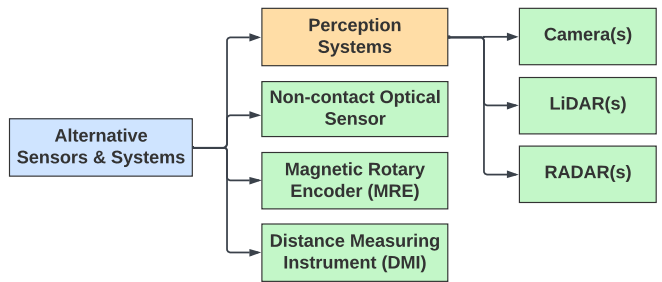 Alternative
Sensors & Systems
Perception
Systems
Non-contact Optical
Sensor
Magnetic Rotary
Encoder (MRE)
Distance Measuring
Instrument (DMI)
Camera(s)
LiDAR(s)
RADAR(s)